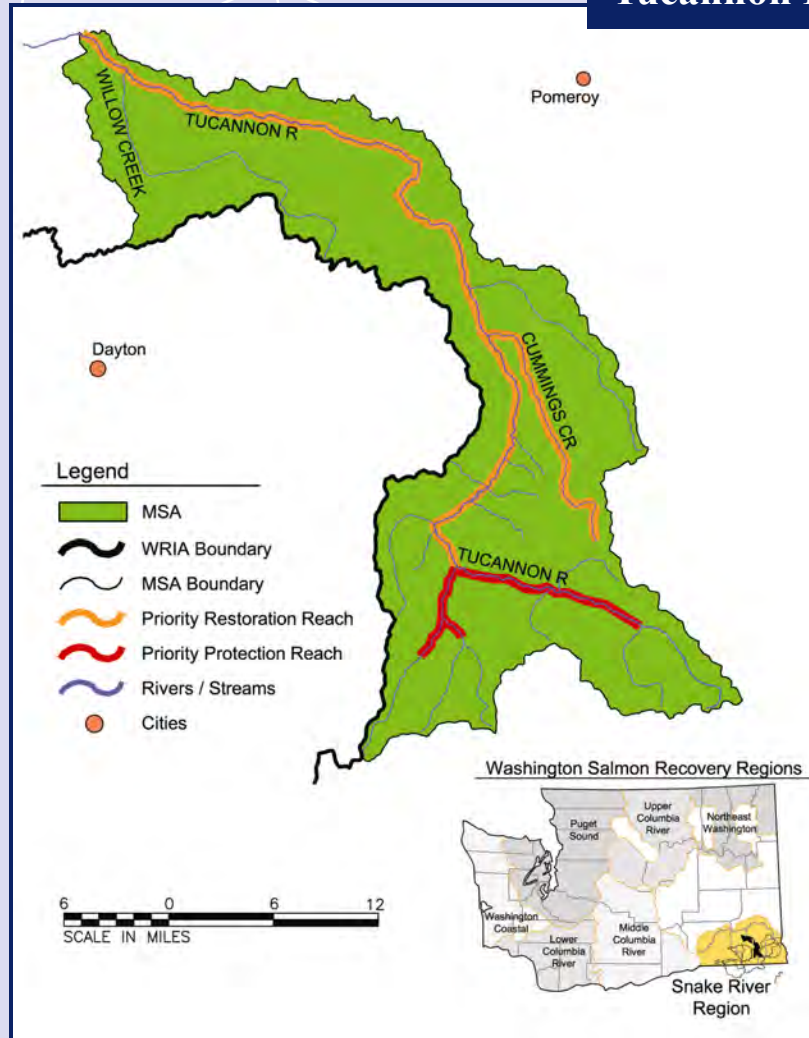 Tucannon
Pomeroy
WILLOW CREEK
TUCANNON R
Dayton
CUMMINGS CR
Legend
MSA
WRIA Boundary
MSA Boundary
Priority Restoration Reach
Priority Protection Reach
Rivers / Streams
Cities
TUCANNON R
Washington Salmon Recovery Regions
Puget
Sound
Upper
Columbia
River
Northeast
Washington
Washington
Coastal
Lower
Columbia
River
Middle
Columbia
River
Snake River
Region
6 0 6 12
SCALE IN MILES